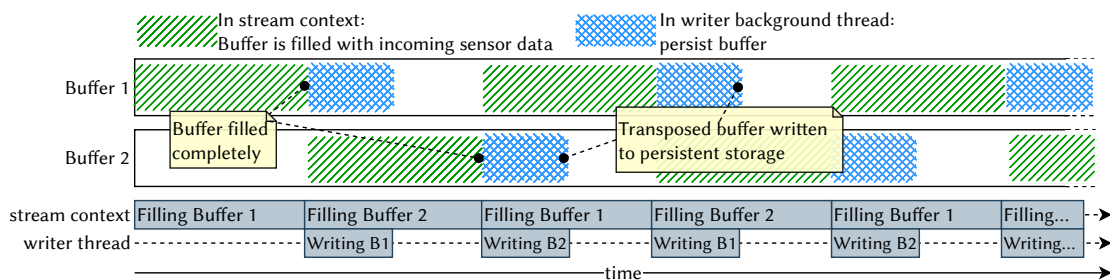 In stream context:
Buffer is filled with incoming sensor data
In writer background thread:
persist buffer
Buffer 1
Buffer filled
completely
Transposed buffer written
to persistent storage
Buffer 2
stream context
Filling Buffer 1
Filling Buffer 2
Filling Buffer 1
Filling Buffer 2
Filling Buffer 1
Filling...
writer thread
Writing B1
Writing B2
Writing B1
Writing B2
Writing...
time